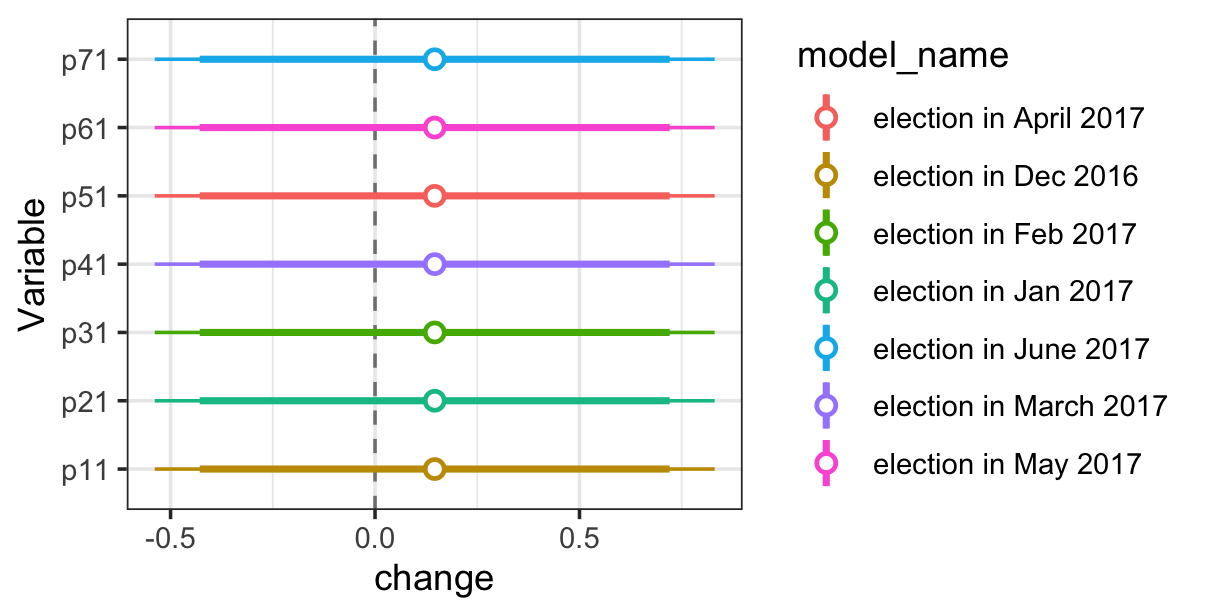 Variable
p71
p61
p51
p41
p31
p21
p11
-0.5
0.0
0.5
change
model_name
election in April 2017
election in Dec 2016
election in Feb 2017
election in Jan 2017
election in June 2017
election in March 2017
election in May 2017